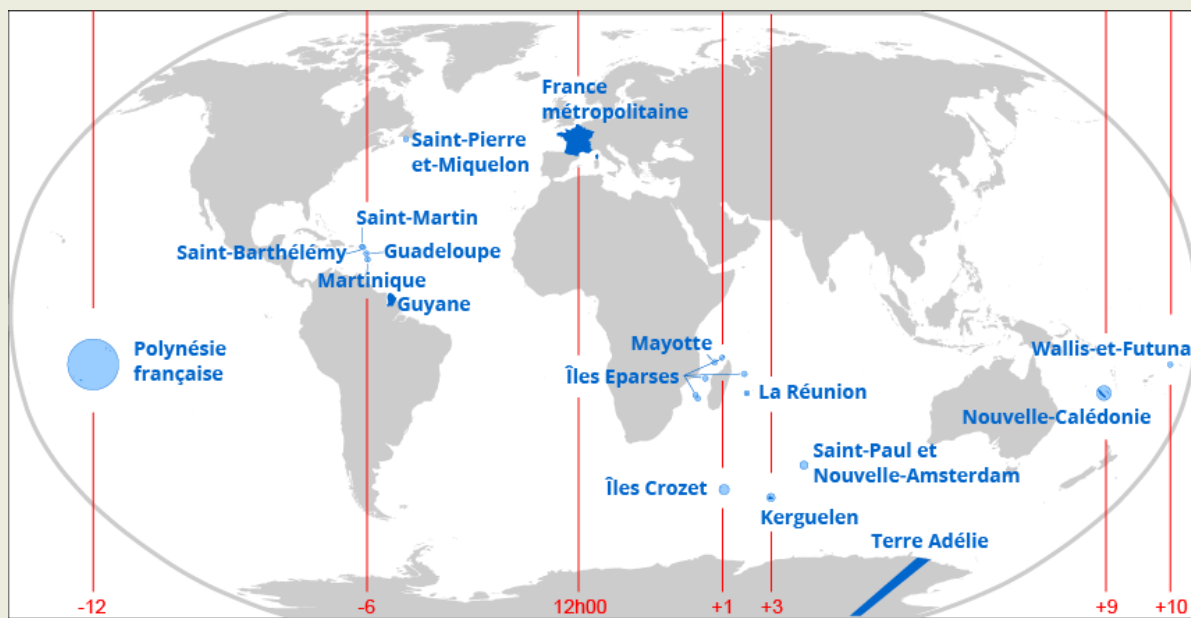 France
métropolitaine
Saint-Pierre
et-Miquelon
Saint-Martin
Saint-Barthélémy
Guadeloupe
Martinique
Guyane
Polynésie
française
Mayotte
Îles Eparses
La Réunion
Wallis-et-Futuna
Nouvelle-Calédonie
Saint-Paul et
Nouvelle-Amsterdam
Îles Crozet
Kerguelen
Terre Adélie
-12
-6
12h00
+1
+3
+9
+10